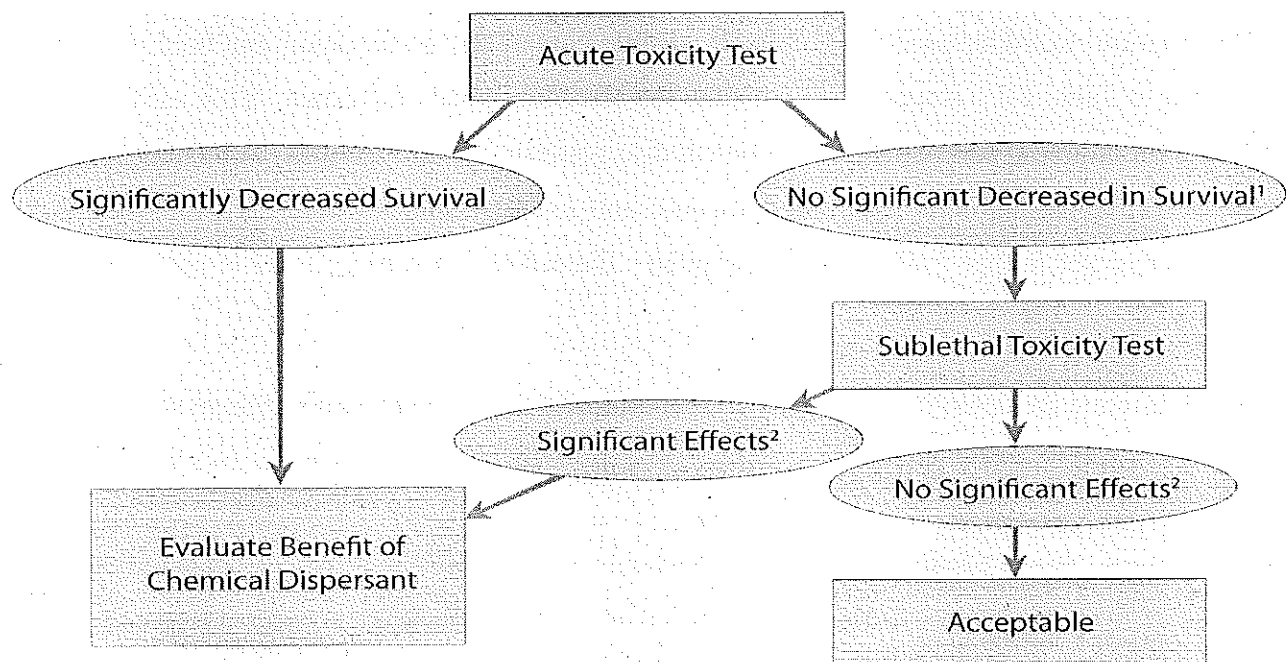 Acute Toxicity Test
Significantly Decreased Survival
No Significant Decreased in Survival¹
Sublethal Toxicity Test
Significant Effects²
No Significant Effects²
Evaluate Benefit of
Chemical Dispersant
Acceptable